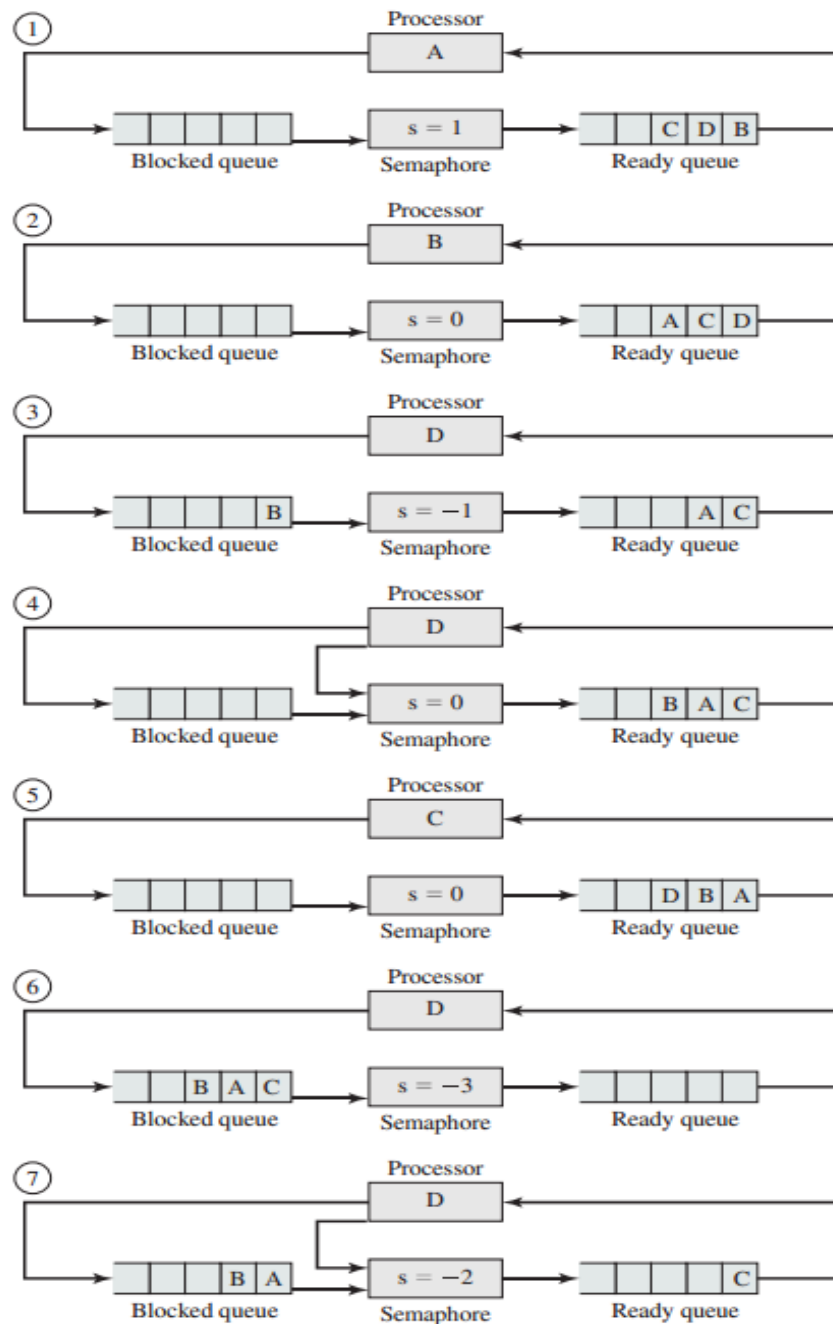 1
Processor
A
s = 1
C D B
Blocked queue
Semaphore
Ready queue
2
Processor
B
s = 0
A C D
Blocked queue
Semaphore
Ready queue
3
Processor
D
B
s = −1
A C
Blocked queue
Semaphore
Ready queue
4
Processor
D
s = 0
B A C
Blocked queue
Semaphore
Ready queue
5
Processor
C
s = 0
D B A
Blocked queue
Semaphore
Ready queue
6
Processor
D
B A C
s = −3
Blocked queue
Semaphore
Ready queue
7
Processor
D
B A
s = −2
C
Blocked queue
Semaphore
Ready queue